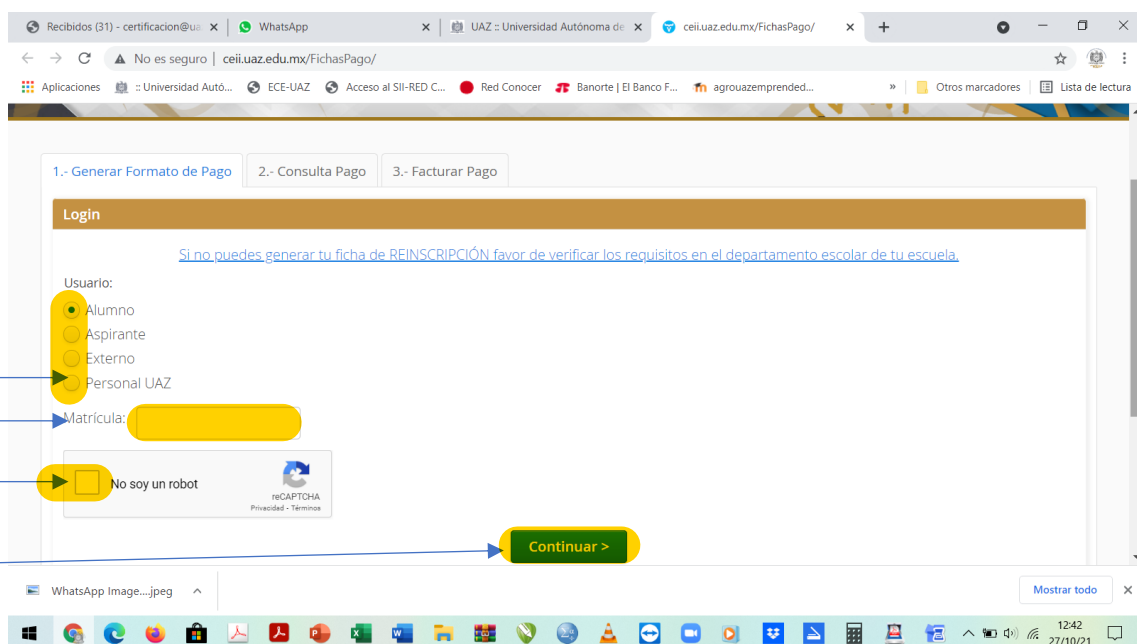 Recibidos (31) - certificacion@ua
WhatsApp
UAZ :: Universidad Autónoma de
ceii.uaz.edu.mx/FichasPago/
No es seguro | ceii.uaz.edu.mx/FichasPago/
Aplicaciones
:: Universidad Autó...
ECE-UAZ
Acceso al SII-RED C...
Red Conocer
Banorte | El Banco F...
agrouazemprended...
»
Otros marcadores
Lista de lectura
1.- Generar Formato de Pago
2.- Consulta Pago
3.- Facturar Pago
Login
Si no puedes generar tu ficha de REINSCRIPCIÓN favor de verificar los requisitos en el departamento escolar de tu escuela.
Usuario:
Alumno
Aspirante
Externo
Personal UAZ
Matrícula:
No soy un robot
reCAPTCHA
Privacidad - Términos
Continuar >
WhatsApp Image....jpeg
Mostrar todo
12:42
27/10/21